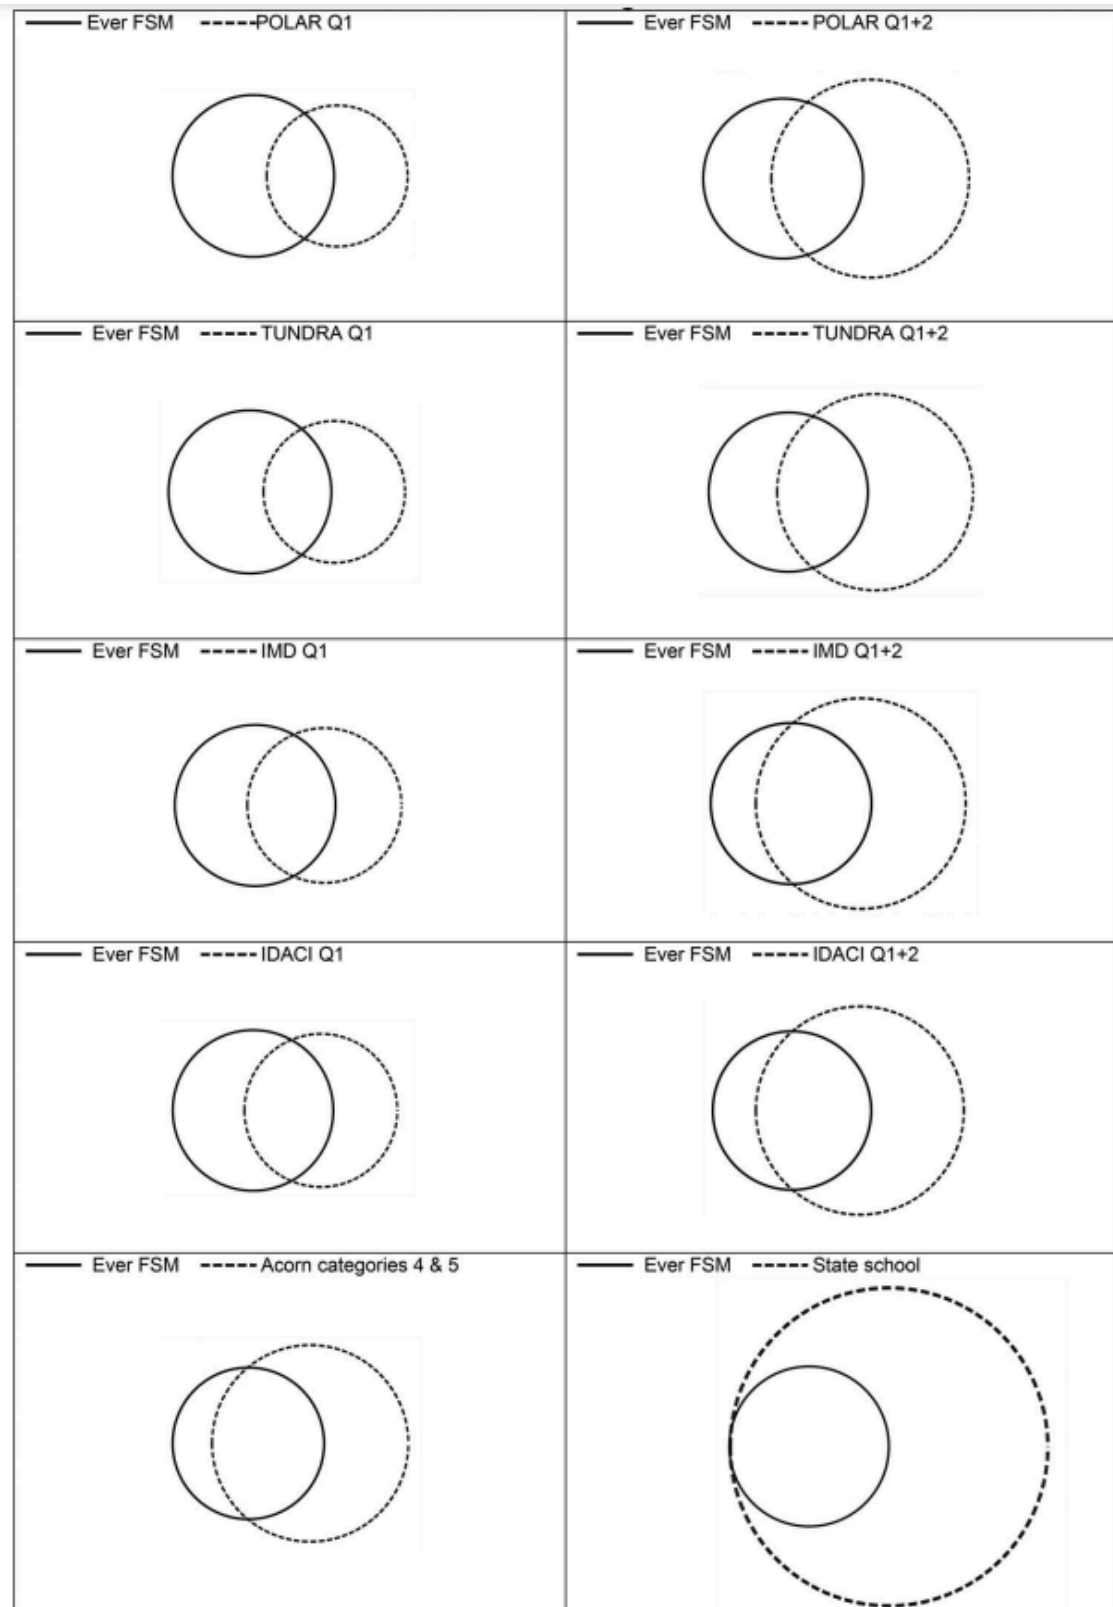 Ever FSM POLAR Q1
Ever FSM POLAR Q1+2
Ever FSM TUNDRA Q1
Ever FSM TUNDRA Q1+2
Ever FSM IMD Q1
Ever FSM IMD Q1+2
Ever FSM IDACI Q1
Ever FSM IDACI Q1+2
Ever FSM Acorn categories 4 & 5
Ever FSM State school